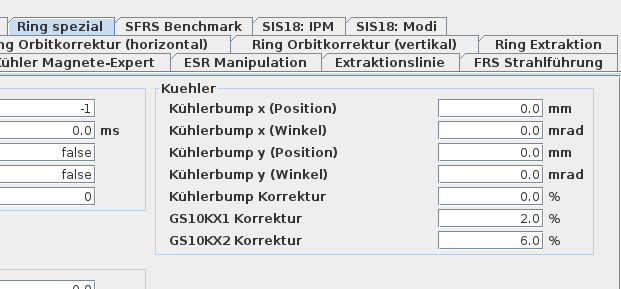 Ring spezial SFRS Benchmark SIS18: IPM SIS18: Modi
Orbitkorrektur (horizontal) Ring Orbitkorrektur (vertikal) Ring Extraktion
Magnete-Expert ESR Manipulation Extraktionslinie FRS Strahlführung
Kuehler
-1 Kühlerbump x (Position) 0.0 mm
0.0 ms Kühlerbump x (Winkel) 0.0 mrad
false Kühlerbump y (Position) 0.0 mm
false Kühlerbump y (Winkel) 0.0 mrad
0 Kühlerbump Korrektur 0.0 %
GS10KX1 Korrektur 2.0 %
GS10KX2 Korrektur 6.0 %